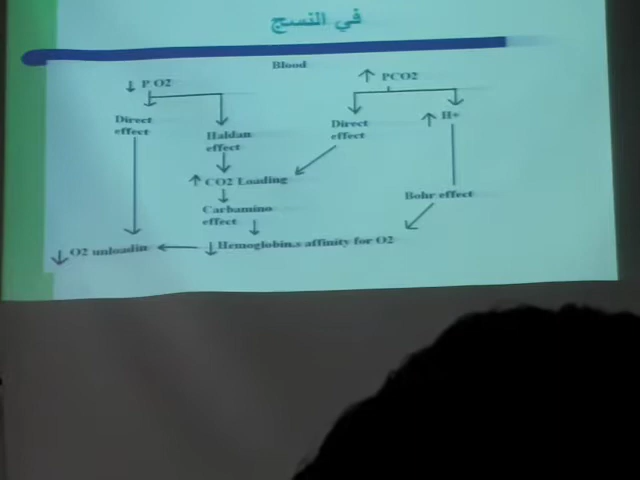 في النسج
Blood
↓ P O2
↑ PCO2
Direct
effect
Haldan
effect
Direct
effect
↑ H+
↑ CO2 Loading
Carbamino
effect
Bohr effect
↓ O2 unloadin
↓ Hemoglobin,s affinity for O2